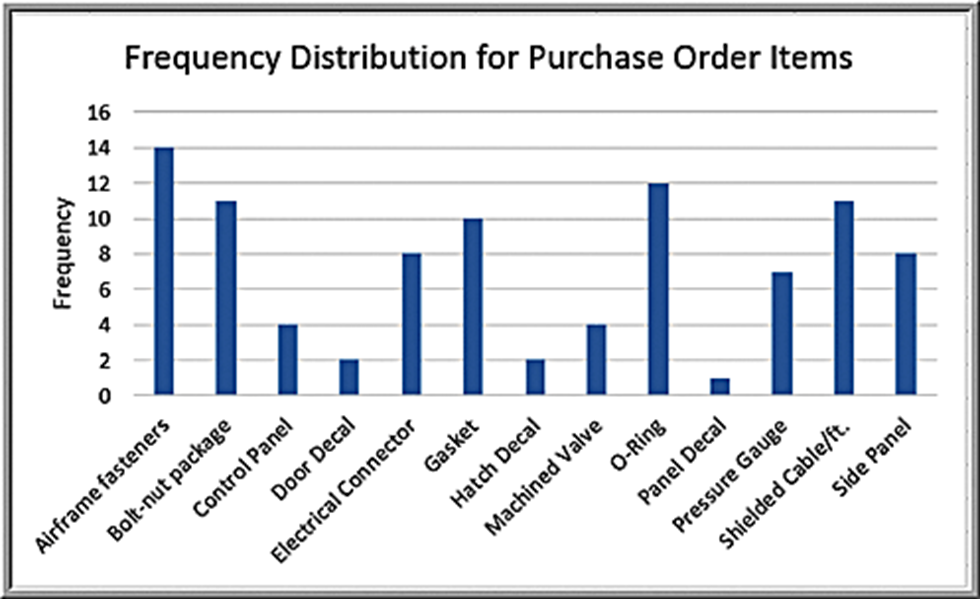 Frequency Distribution for Purchase Order Items
Frequency
16
14
12
10
8
6
4
2
0
Airframe fasteners
Bolt-nut package
Control Panel
Door Decal
Electrical Connector
Gasket
Hatch Decal
Machined Valve
O-Ring
Panel Decal
Pressure Gauge
Shielded Cable/ft.
Side Panel